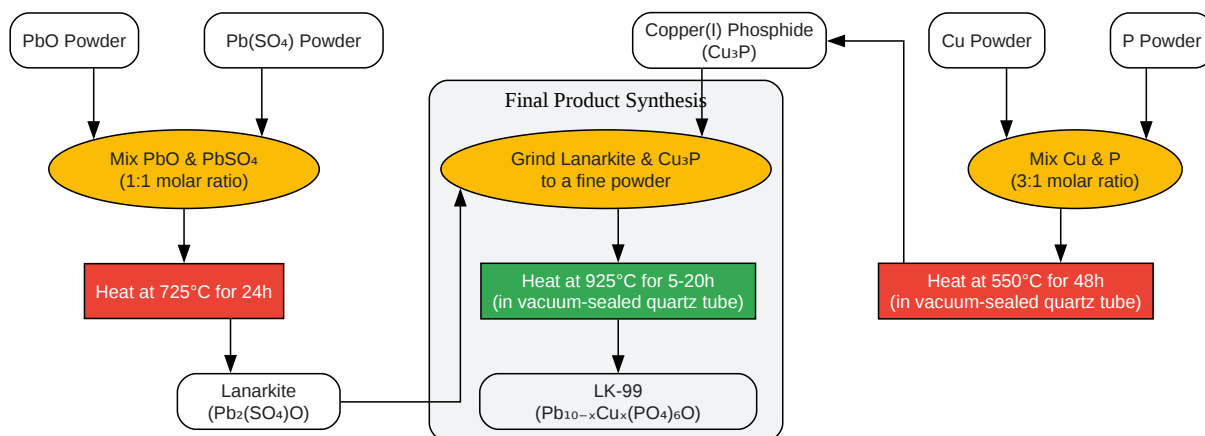 PbO Powder
Pb(SO₄) Powder
Copper(I) Phosphide
(Cu₃P)
Cu Powder
P Powder
Final Product Synthesis
Mix PbO & PbSO₄
(1:1 molar ratio)
Grind Lanarkite & Cu₃P
to a fine powder
Mix Cu & P
(3:1 molar ratio)
Heat at 725°C for 24h
Heat at 925°C for 5-20h
(in vacuum-sealed quartz tube)
Heat at 550°C for 48h
(in vacuum-sealed quartz tube)
Lanarkite
(Pb₂(SO₄)O)
LK-99
(Pb₁₀₋ₓCuₓ(PO₄)₆O)